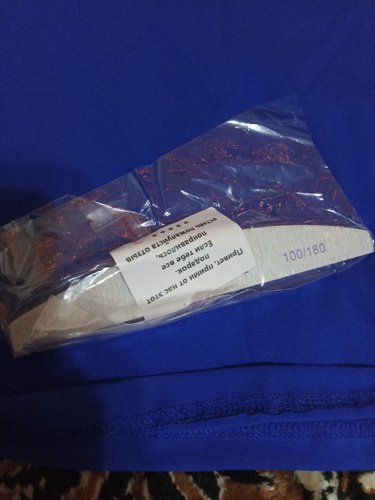 Привет, прими от нас этот
подарок.
Если тебе все
понравилось,
оставь пожалуйста отзыв
*****
100/180